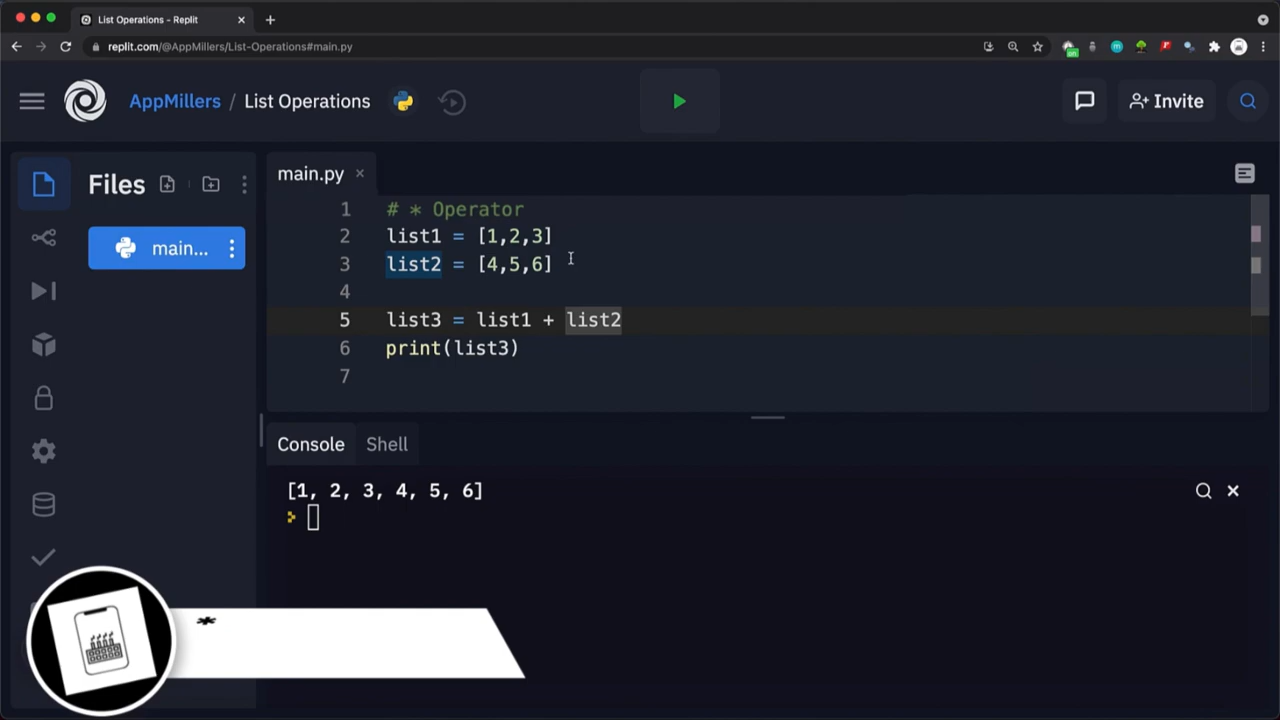 List Operations - Replit
replit.com/@AppMillers/List-Operations#main.py
AppMillers / List Operations
Invite
Files
main...
main.py
1 # * Operator
2 list1 = [1,2,3]
3 list2 = [4,5,6]
4
5 list3 = list1 + list2
6 print(list3)
7
Console
Shell
[1, 2, 3, 4, 5, 6]
*